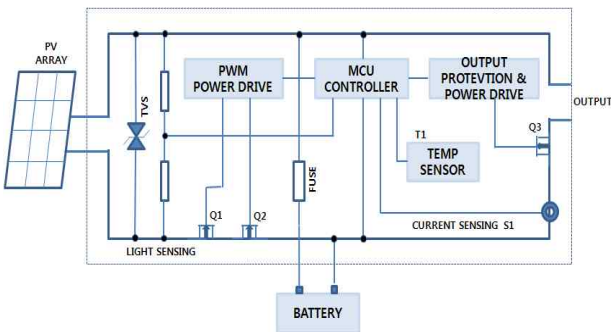 PV
ARRAY
TVS
PWM
POWER DRIVE
MCU
CONTROLLER
OUTPUT
PROTEVTION &
POWER DRIVE
OUTPUT
Q3
T1
TEMP
SENSOR
FUSE
Q1
Q2
LIGHT SENSING
CURRENT SENSING S1
BATTERY